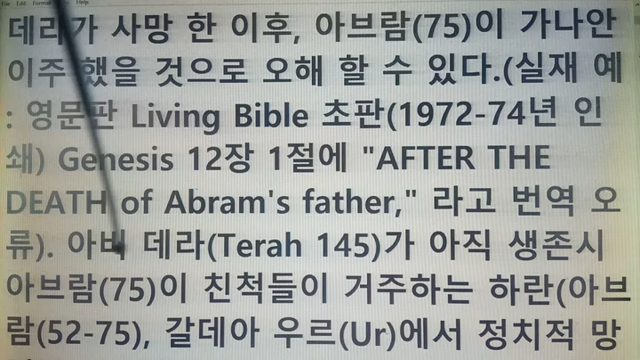 데라가 사망 한 이후, 아브람(75)이 가나안
이주 했을 것으로 오해 할 수 있다.(실재 예
: 영문판 Living Bible 초판(1972-74년 인
쇄) Genesis 12장 1절에 "AFTER THE
DEATH of Abram's father," 라고 번역 오
류). 아비 데라(Terah 145)가 아직 생존시
아브람(75)이 친척들이 거주하는 하란(아브
람(52-75), 갈데아 우르(Ur)에서 정치적 망